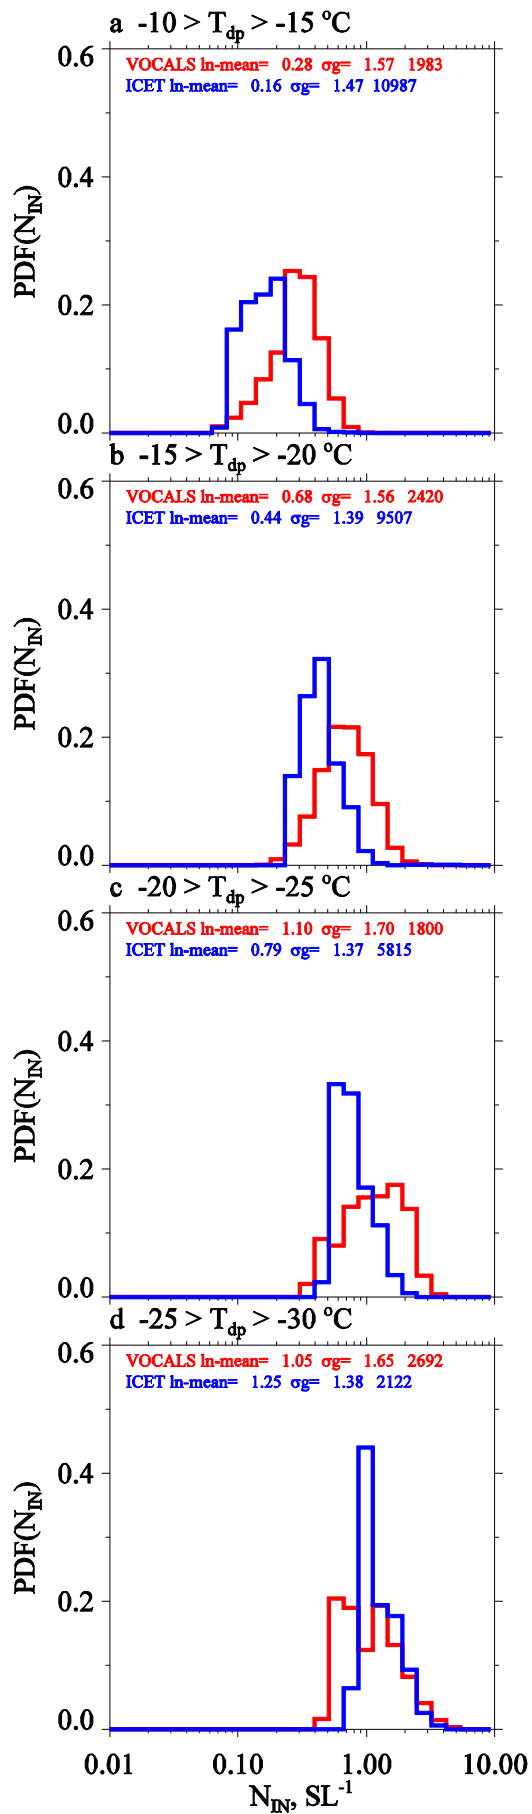 a -10 > Tdp > -15 ºC
0.6
VOCALS ln-mean= 0.28 σg= 1.57 1983
ICET ln-mean= 0.16 σg= 1.47 10987
0.4
PDF(NIN)
0.2
0.0
b -15 > Tdp > -20 ºC
0.6
VOCALS ln-mean= 0.68 σg= 1.56 2420
ICET ln-mean= 0.44 σg= 1.39 9507
0.4
PDF(NIN)
0.2
0.0
c -20 > Tdp > -25 ºC
0.6
VOCALS ln-mean= 1.10 σg= 1.70 1800
ICET ln-mean= 0.79 σg= 1.37 5815
0.4
PDF(NIN)
0.2
0.0
d -25 > Tdp > -30 ºC
0.6
VOCALS ln-mean= 1.05 σg= 1.65 2692
ICET ln-mean= 1.25 σg= 1.38 2122
0.4
PDF(NIN)
0.2
0.0
0.01 0.10 1.00 10.00
NIN, SL-1